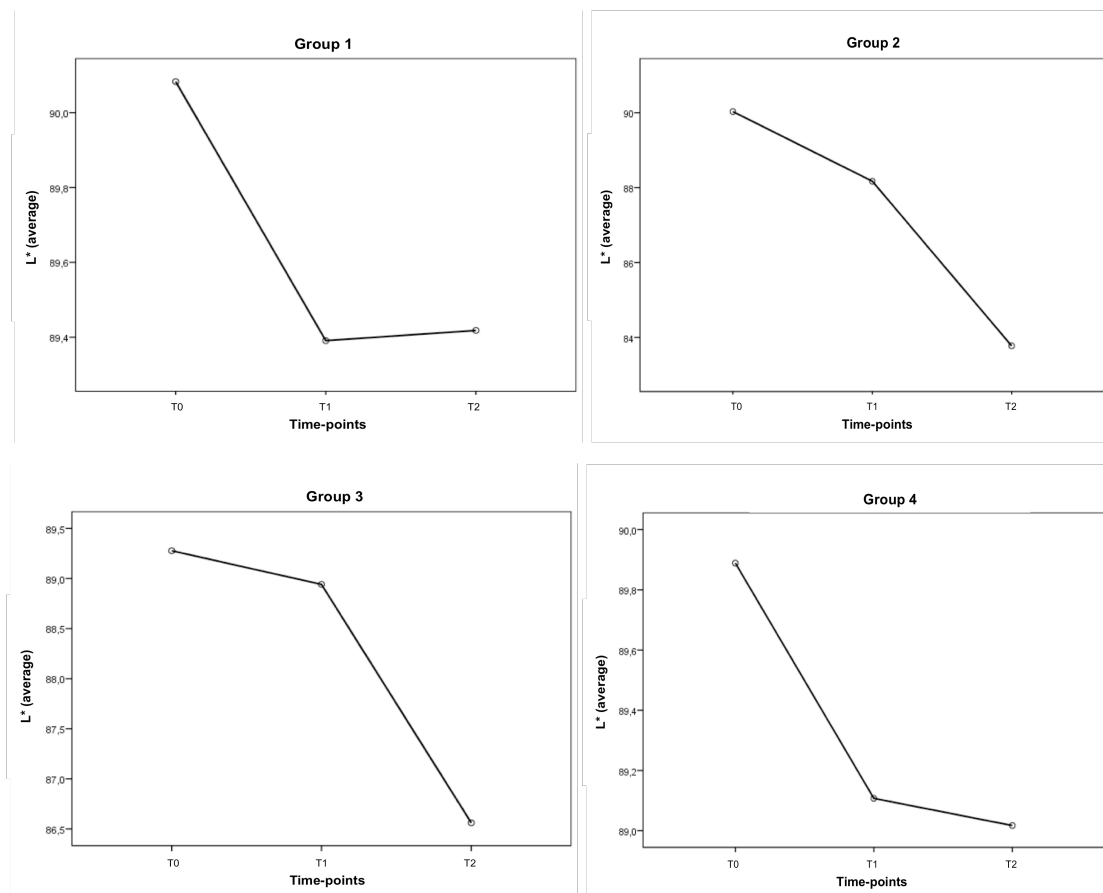 Group 1
L* (average)
90,0
89,8
89,6
89,4
T0 T1 T2
Time-points
Group 2
L* (average)
90
88
86
84
T0 T1 T2
Time-points
Group 3
L* (average)
89,5
89,0
88,5
88,0
87,5
87,0
86,5
T0 T1 T2
Time-points
Group 4
L* (average)
90,0
89,8
89,6
89,4
89,2
89,0
T0 T1 T2
Time-points